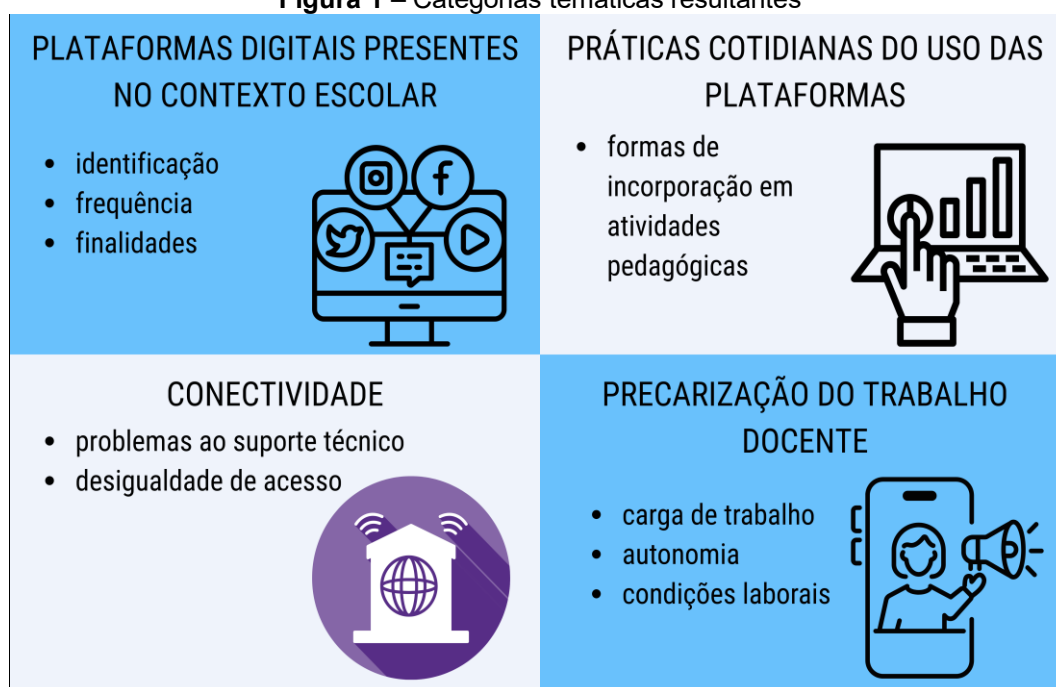 Figura 1 – Categorias temáticas resultantes
PLATAFORMAS DIGITAIS PRESENTES
NO CONTEXTO ESCOLAR
• identificação
• frequência
• finalidades
PRÁTICAS COTIDIANAS DO USO DAS
PLATAFORMAS
• formas de
incorporação em
atividades
pedagógicas
CONECTIVIDADE
• problemas ao suporte técnico
• desigualdade de acesso
PRECARIZAÇÃO DO TRABALHO
DOCENTE
• carga de trabalho
• autonomia
• condições laborais